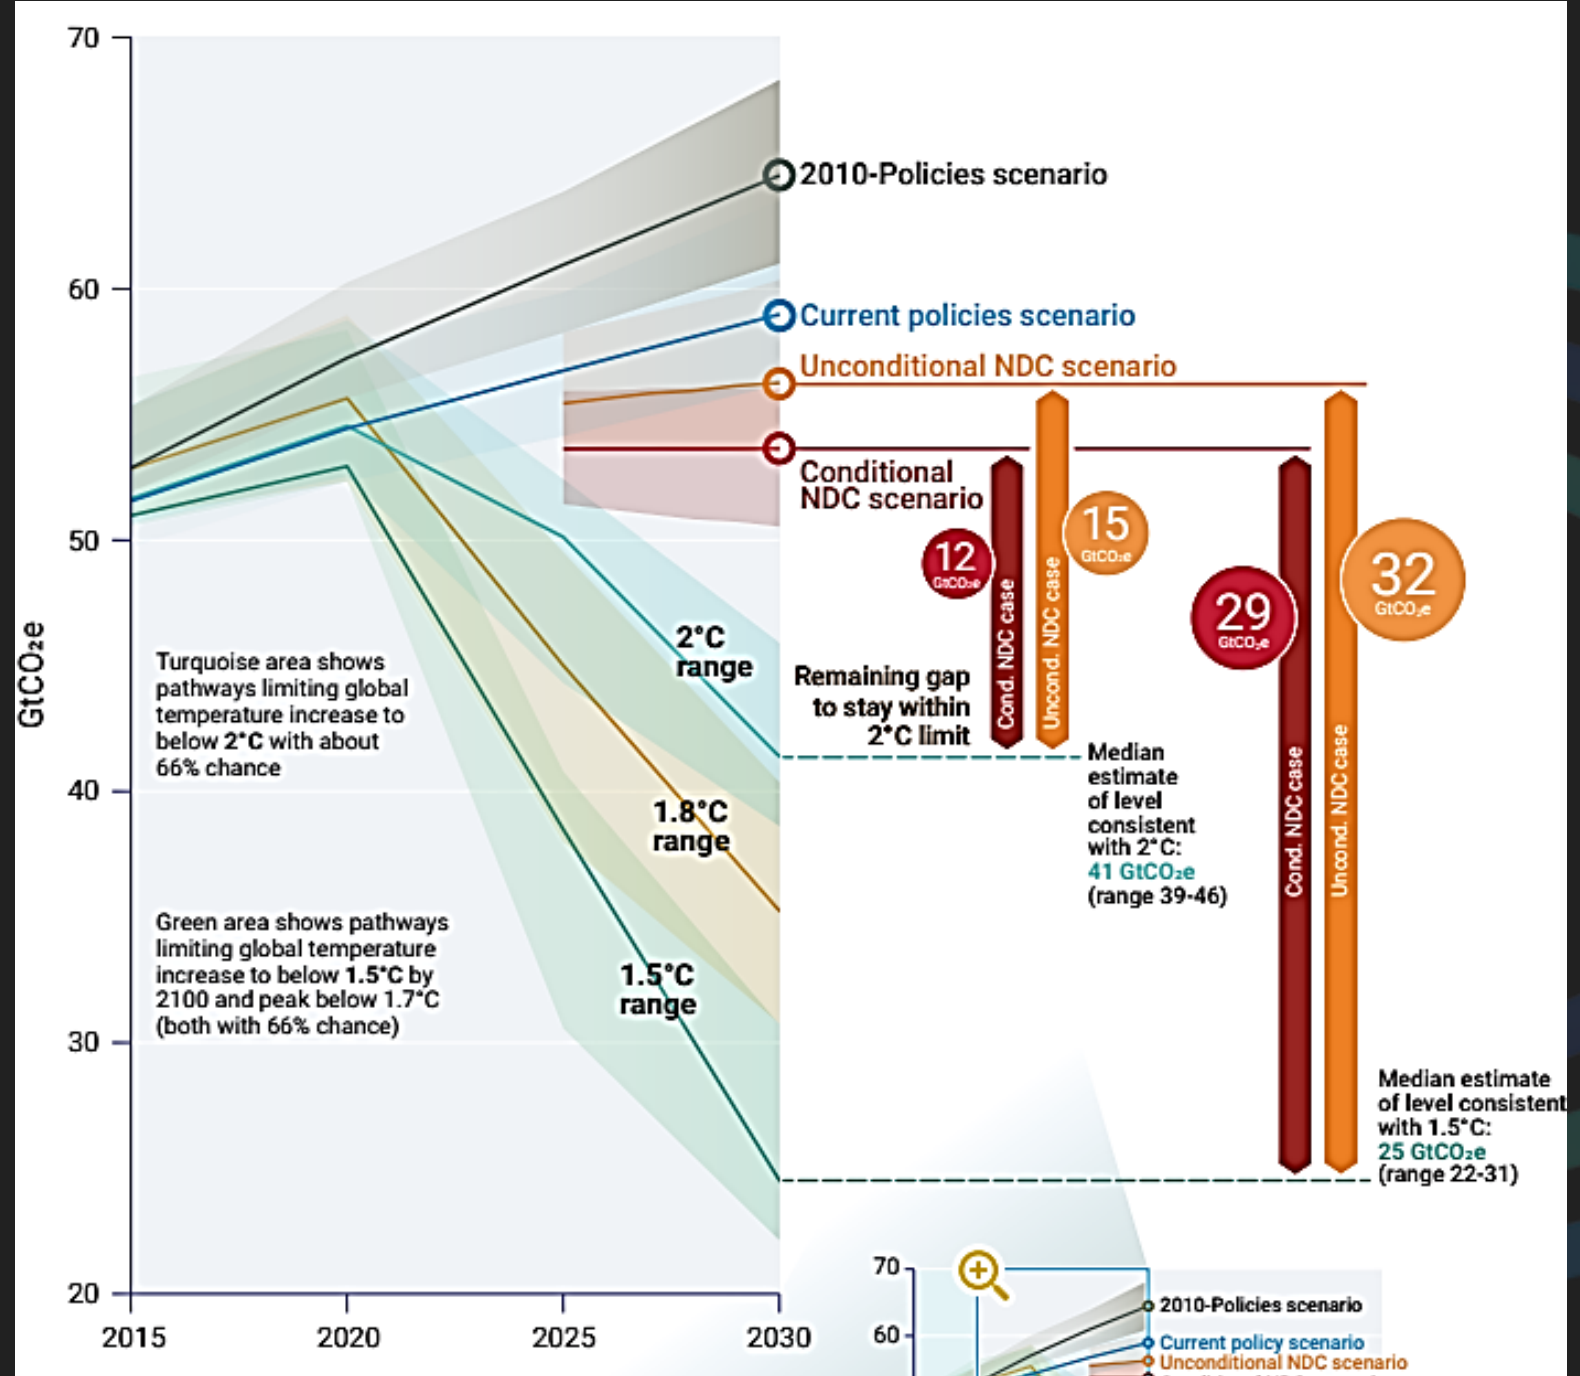 70
60
50
40
30
20
GtCO₂e
2015
2020
2025
2030
2010-Policies scenario
Current policies scenario
Unconditional NDC scenario
Conditional
NDC scenario
2°C
range
1.8°C
range
1.5°C
range
Turquoise area shows
pathways limiting global
temperature increase to
below 2°C with about
66% chance
Green area shows pathways
limiting global temperature
increase to below 1.5°C by
2100 and peak below 1.7°C
(both with 66% chance)
12
GtCO₂e
15
GtCO₂e
Cond. NDC case
Uncond. NDC case
Remaining gap
to stay within
2°C limit
Median
estimate
of level
consistent
with 2°C:
41 GtCO₂e
(range 39-46)
29
GtCO₂e
32
GtCO₂e
Cond. NDC case
Uncond. NDC case
Median estimate
of level consistent
with 1.5°C:
25 GtCO₂e
(range 22-31)
70
60
2010-Policies scenario
Current policy scenario
Unconditional NDC scenario